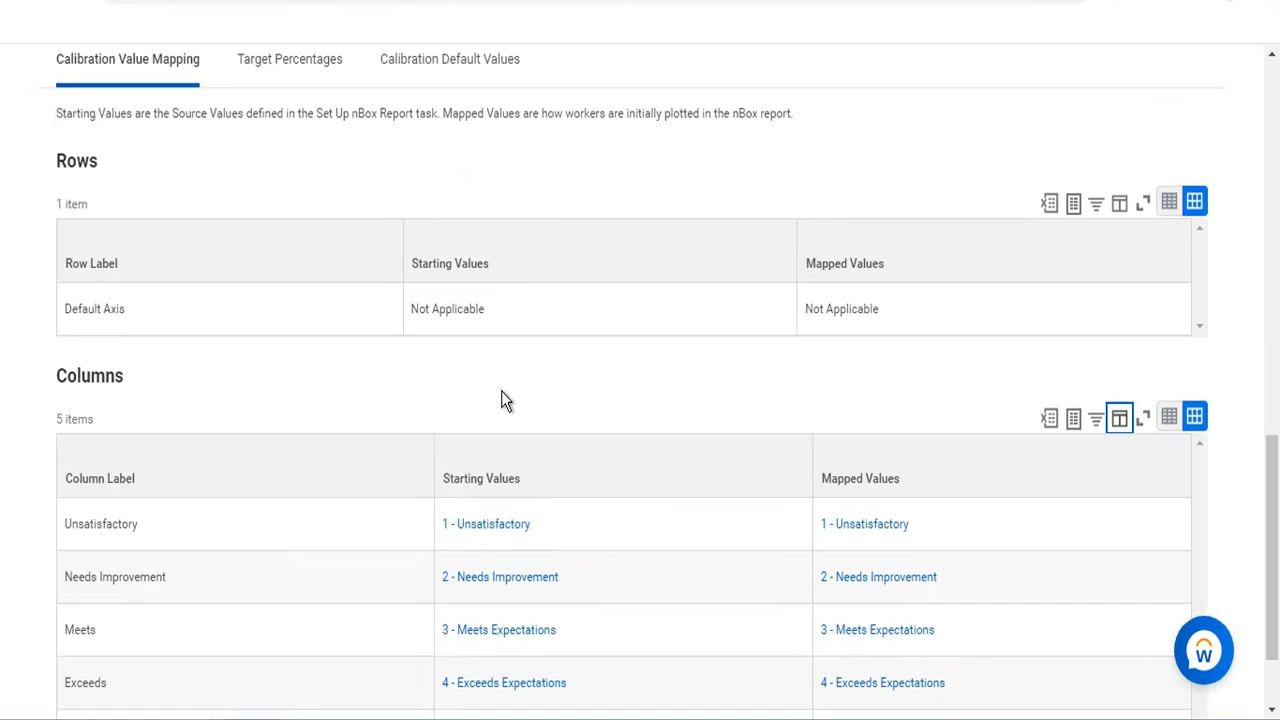 Calibration Value Mapping Target Percentages Calibration Default Values
Starting Values are the Source Values defined in the Set Up nBox Report task. Mapped Values are how workers are initially plotted in the nBox report.
Rows
1 item
Row Label Starting Values Mapped Values
Default Axis Not Applicable Not Applicable
Columns
5 items
Column Label Starting Values Mapped Values
Unsatisfactory 1 - Unsatisfactory 1 - Unsatisfactory
Needs Improvement 2 - Needs Improvement 2 - Needs Improvement
Meets 3 - Meets Expectations 3 - Meets Expectations
Exceeds 4 - Exceeds Expectations 4 - Exceeds Expectations
W